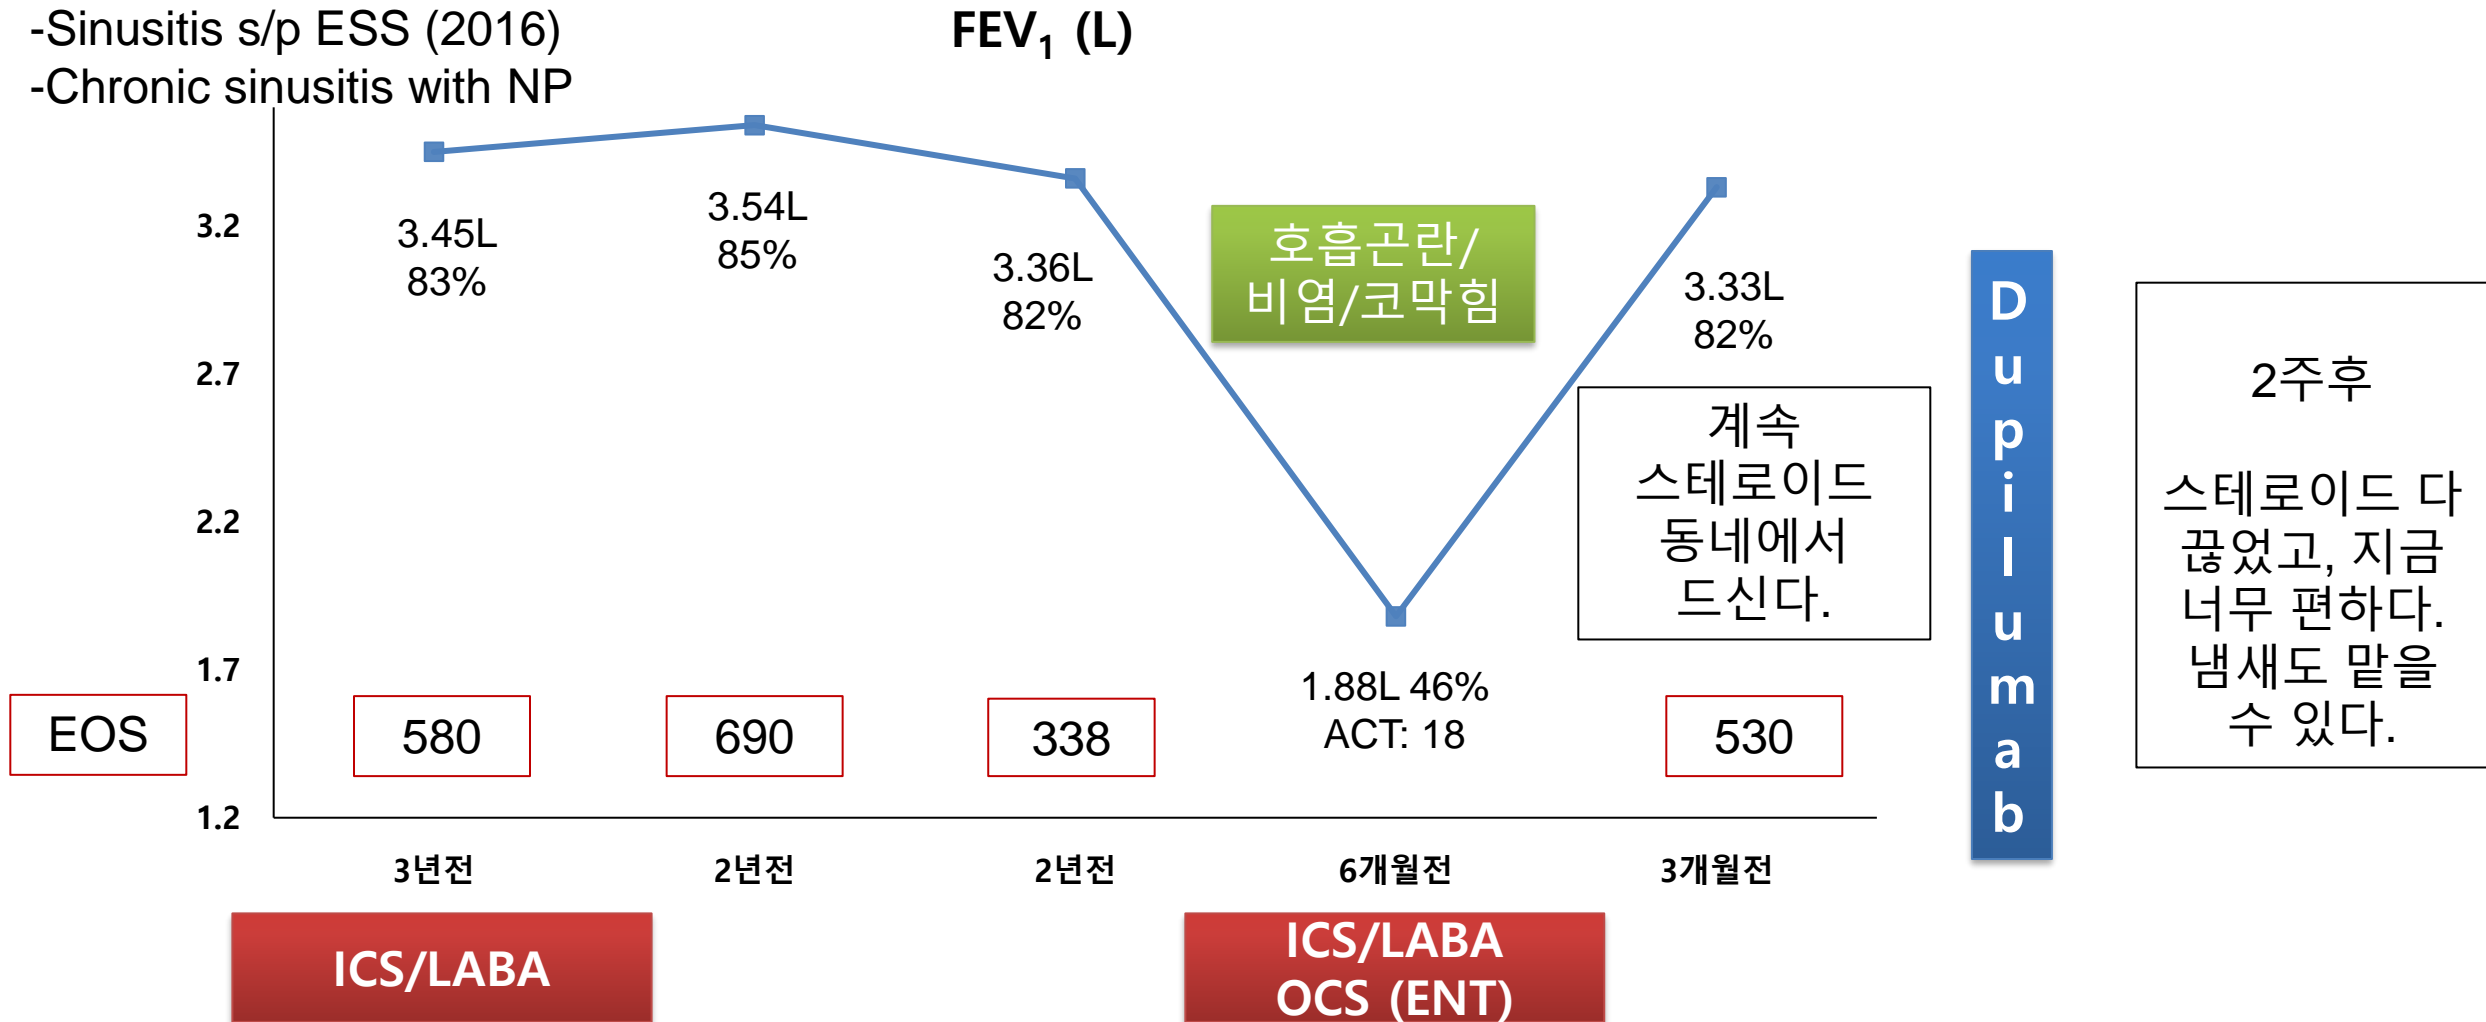 -Sinusitis s/p ESS (2016)
-Chronic sinusitis with NP
FEV₁ (L)
3.2
2.7
2.2
1.7
1.2
3.45L
83%
3.54L
85%
3.36L
82%
호흡곤란/
비염/코막힘
1.88L 46%
ACT: 18
3.33L
82%
계속
스테로이드
동네에서
드신다.
EOS
580
690
338
530
3년전
2년전
2년전
6개월전
3개월전
ICS/LABA
ICS/LABA
OCS (ENT)
D
u
p
i
l
u
m
a
b
2주후
스테로이드 다
끊었고, 지금
너무 편하다.
냄새도 맡을
수 있다.